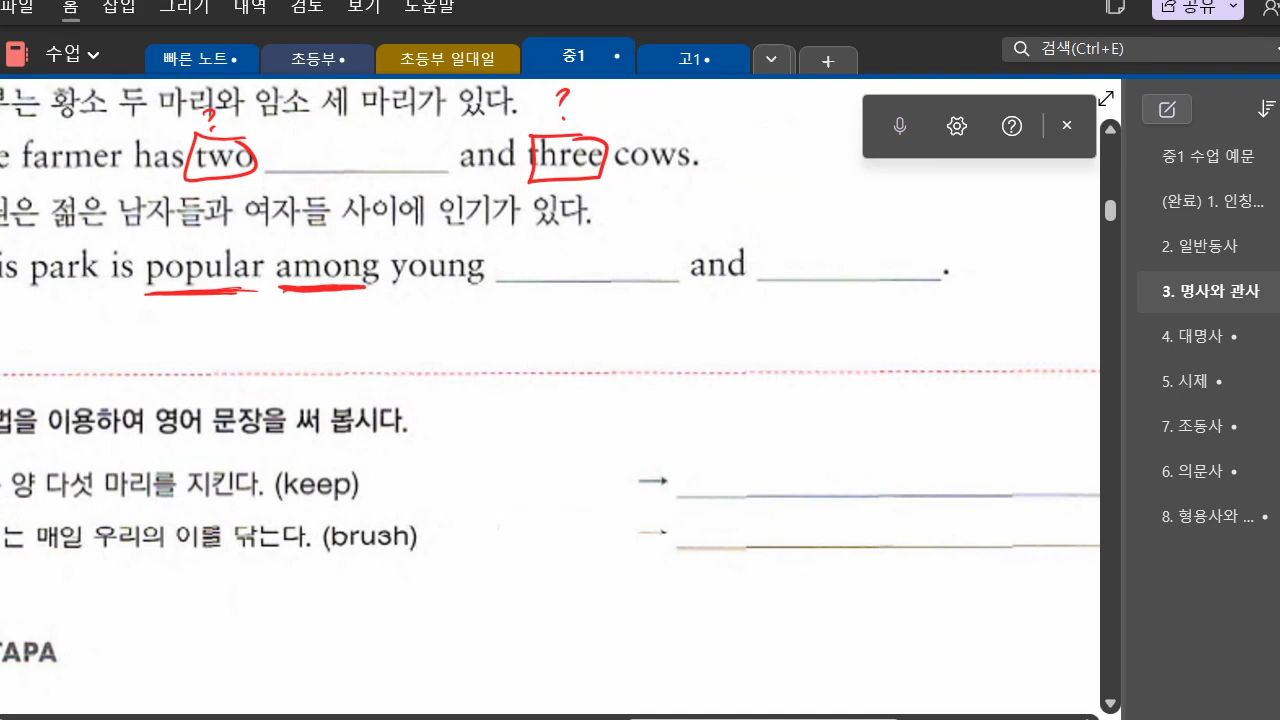 파일 홈 삽입 그리기 대역 검토 보기 도움말 공유
수업 빠른 노트 초등부 초등부 일대일 중1 고1 + 검색(Ctrl+E)
부는 황소 두 마리와 암소 세 마리가 있다.
? ?
e farmer has two __________ and three cows.
원은 젊은 남자들과 여자들 사이에 인기가 있다.
is park is popular among young __________ and __________.
법을 이용하여 영어 문장을 써 봅시다.
양 다섯 마리를 지킨다. (keep) →
는 매일 우리의 이를 닦는다. (brush) →
TAPA
중1 수업 예문
(완료) 1. 인칭...
2. 일반동사
3. 명사와 관사
4. 대명사
5. 시제
7. 조동사
6. 의문사
8. 형용사와 ...